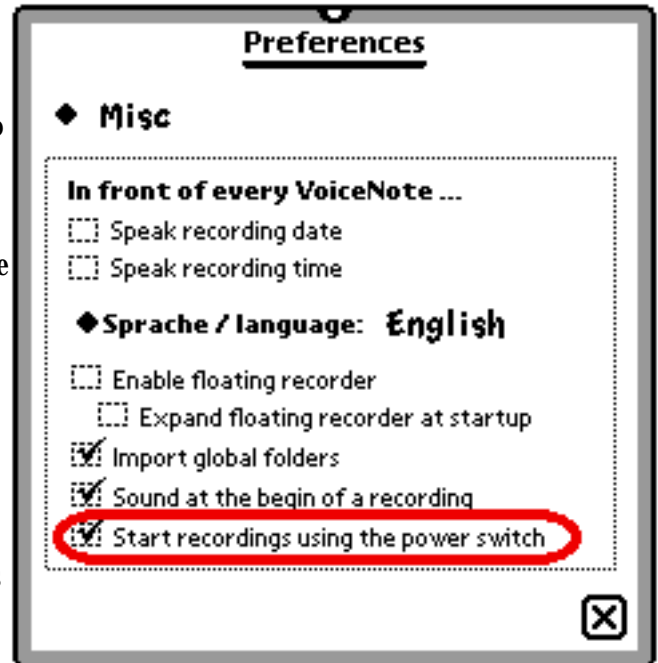 Preferences
Misc
In front of every VoiceNote ...
Speak recording date
Speak recording time
Sprache / language: English
Enable floating recorder
Expand floating recorder at startup
Import global folders
Sound at the begin of a recording
Start recordings using the power switch